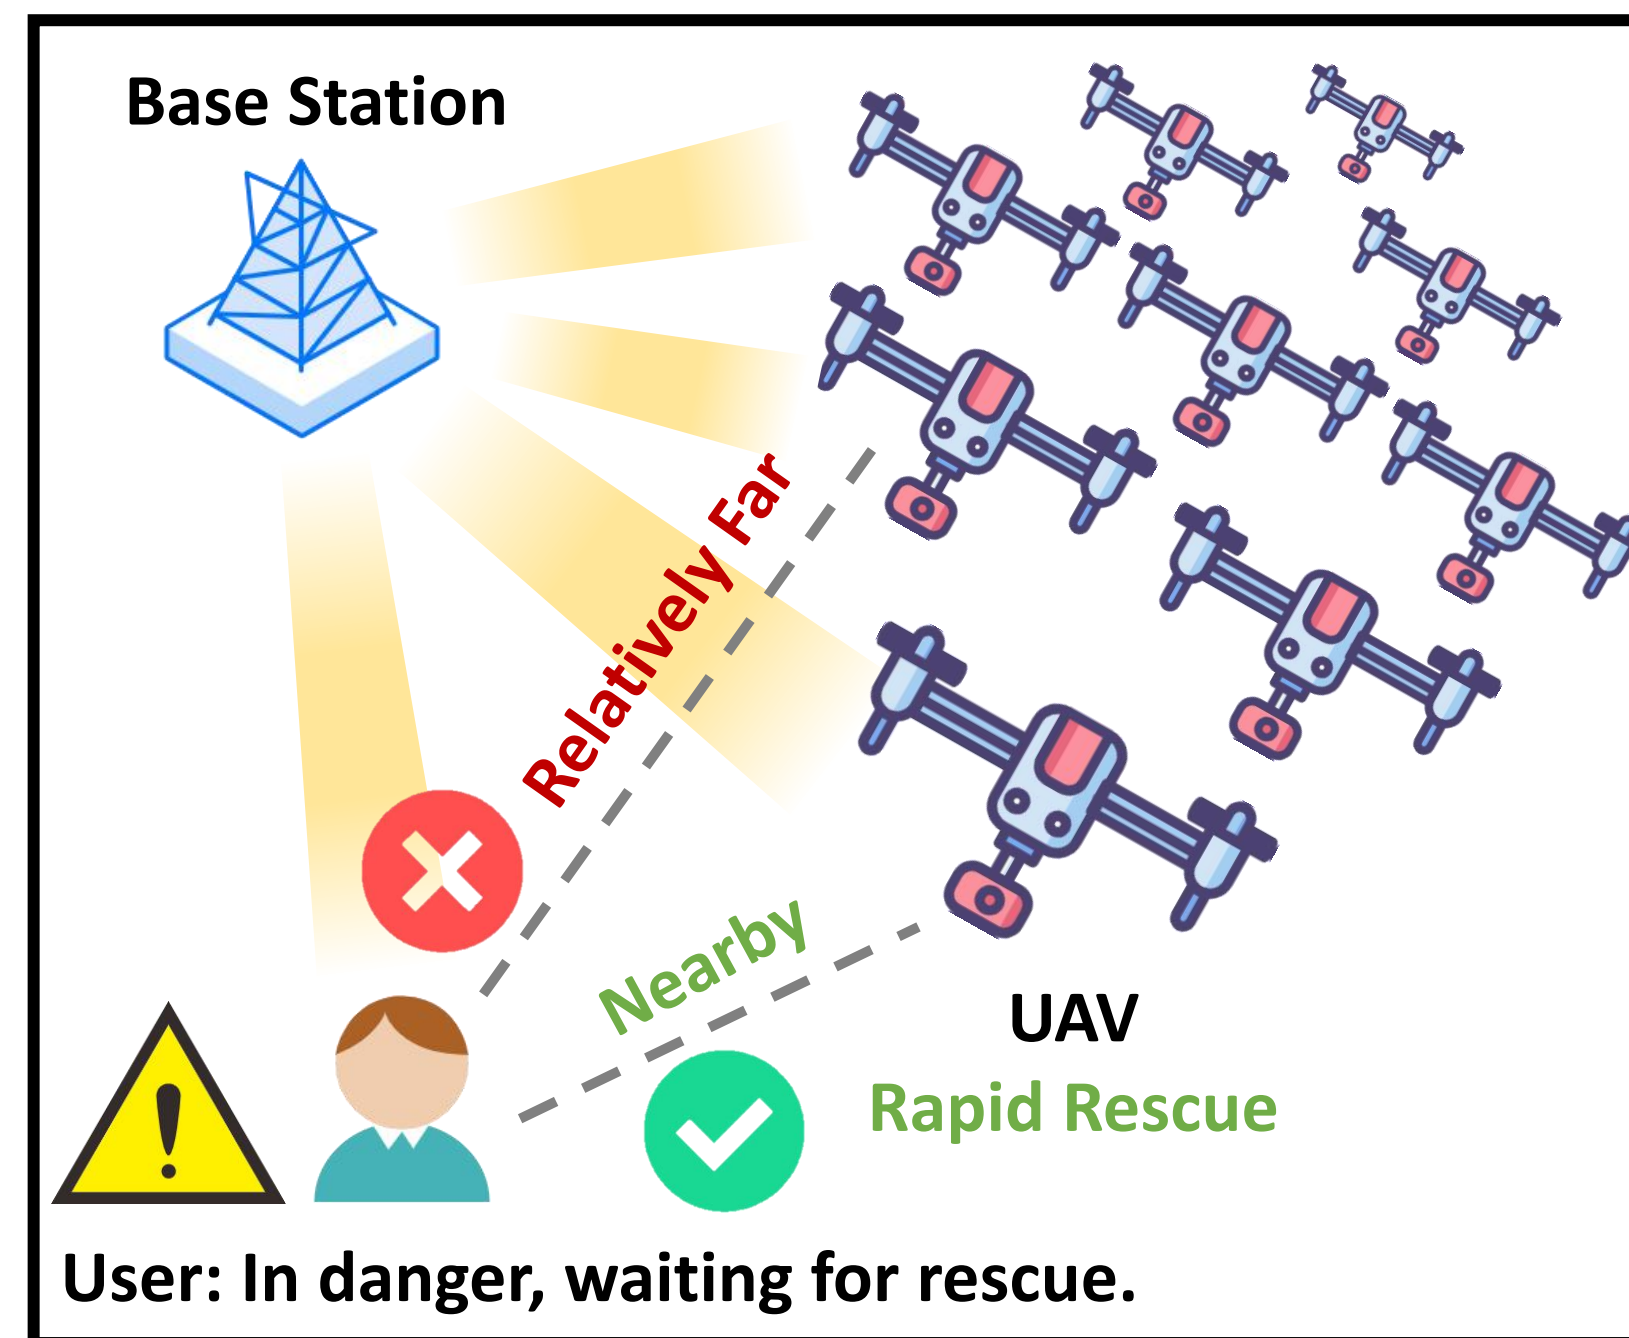 Base Station
Relatively Far
Nearby
UAV
Rapid Rescue
User: In danger, waiting for rescue.